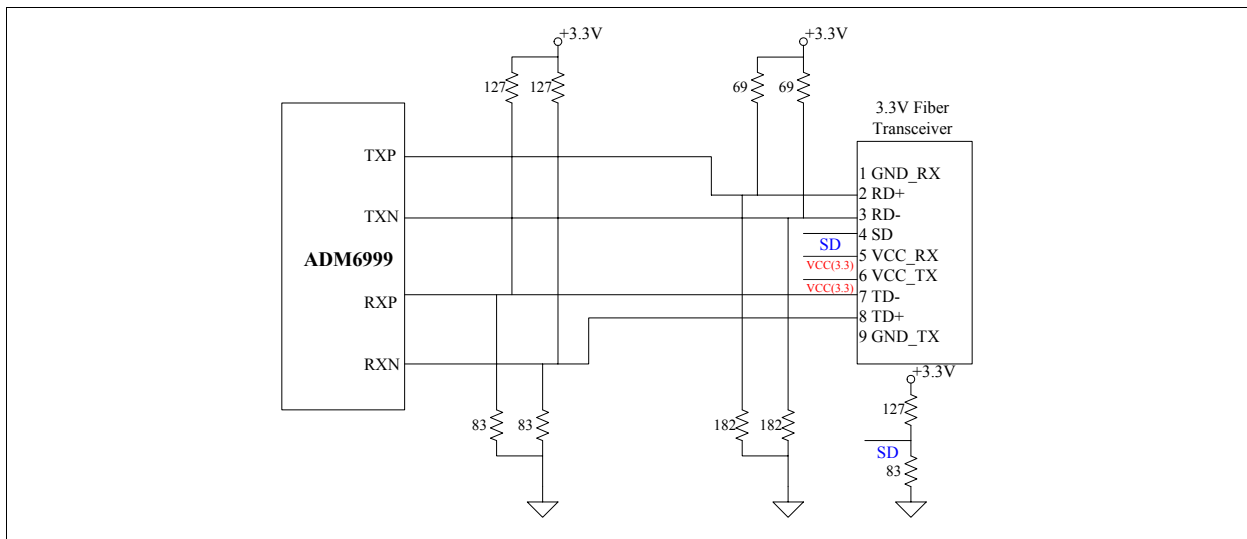 +3.3V
+3.3V
127
127
69
69
3.3V Fiber
Transceiver
TXP
1 GND_RX
2 RD+
TXN
3 RD-
4 SD
SD
ADM6999
5 VCC_RX
VCC(3.3)
6 VCC_TX
VCC(3.3)
RXP
7 TD-
8 TD+
9 GND_TX
RXN
+3.3V
127
83
83
182
182
SD
83